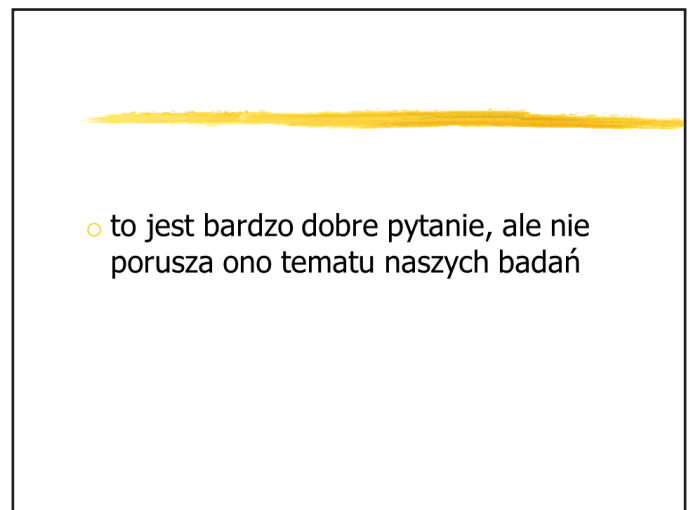 to jest bardzo dobre pytanie, ale nie
porusza ono tematu naszych badań